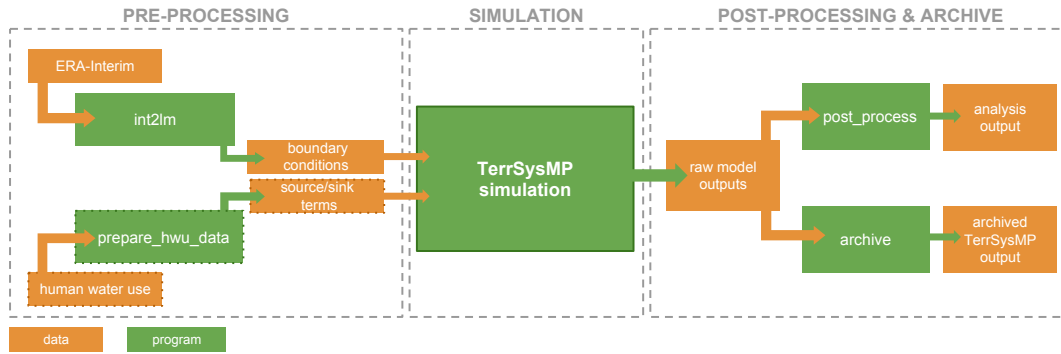 PRE-PROCESSING
SIMULATION
POST-PROCESSING & ARCHIVE
ERA-Interim
int2lm
boundary
conditions
source/sink
terms
prepare_hwu_data
human water use
TerrSysMP
simulation
raw model
outputs
post_process
analysis
output
archive
archived
TerrSysMP
output
data
program